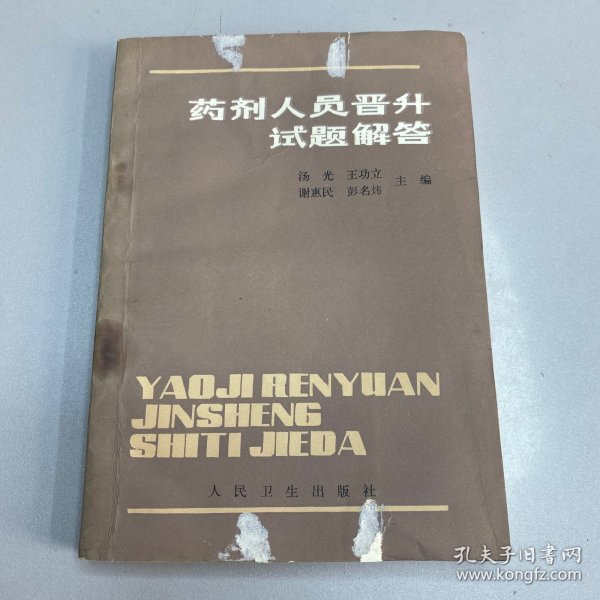 药剂人员晋升
试题解答
汤光 王功立
谢惠民 彭名炜 主编
YAOJI RENYUAN
JINSHENG
SHITI JIEDA
人民卫生出版社
孔夫子旧书网
www.kongfz.com